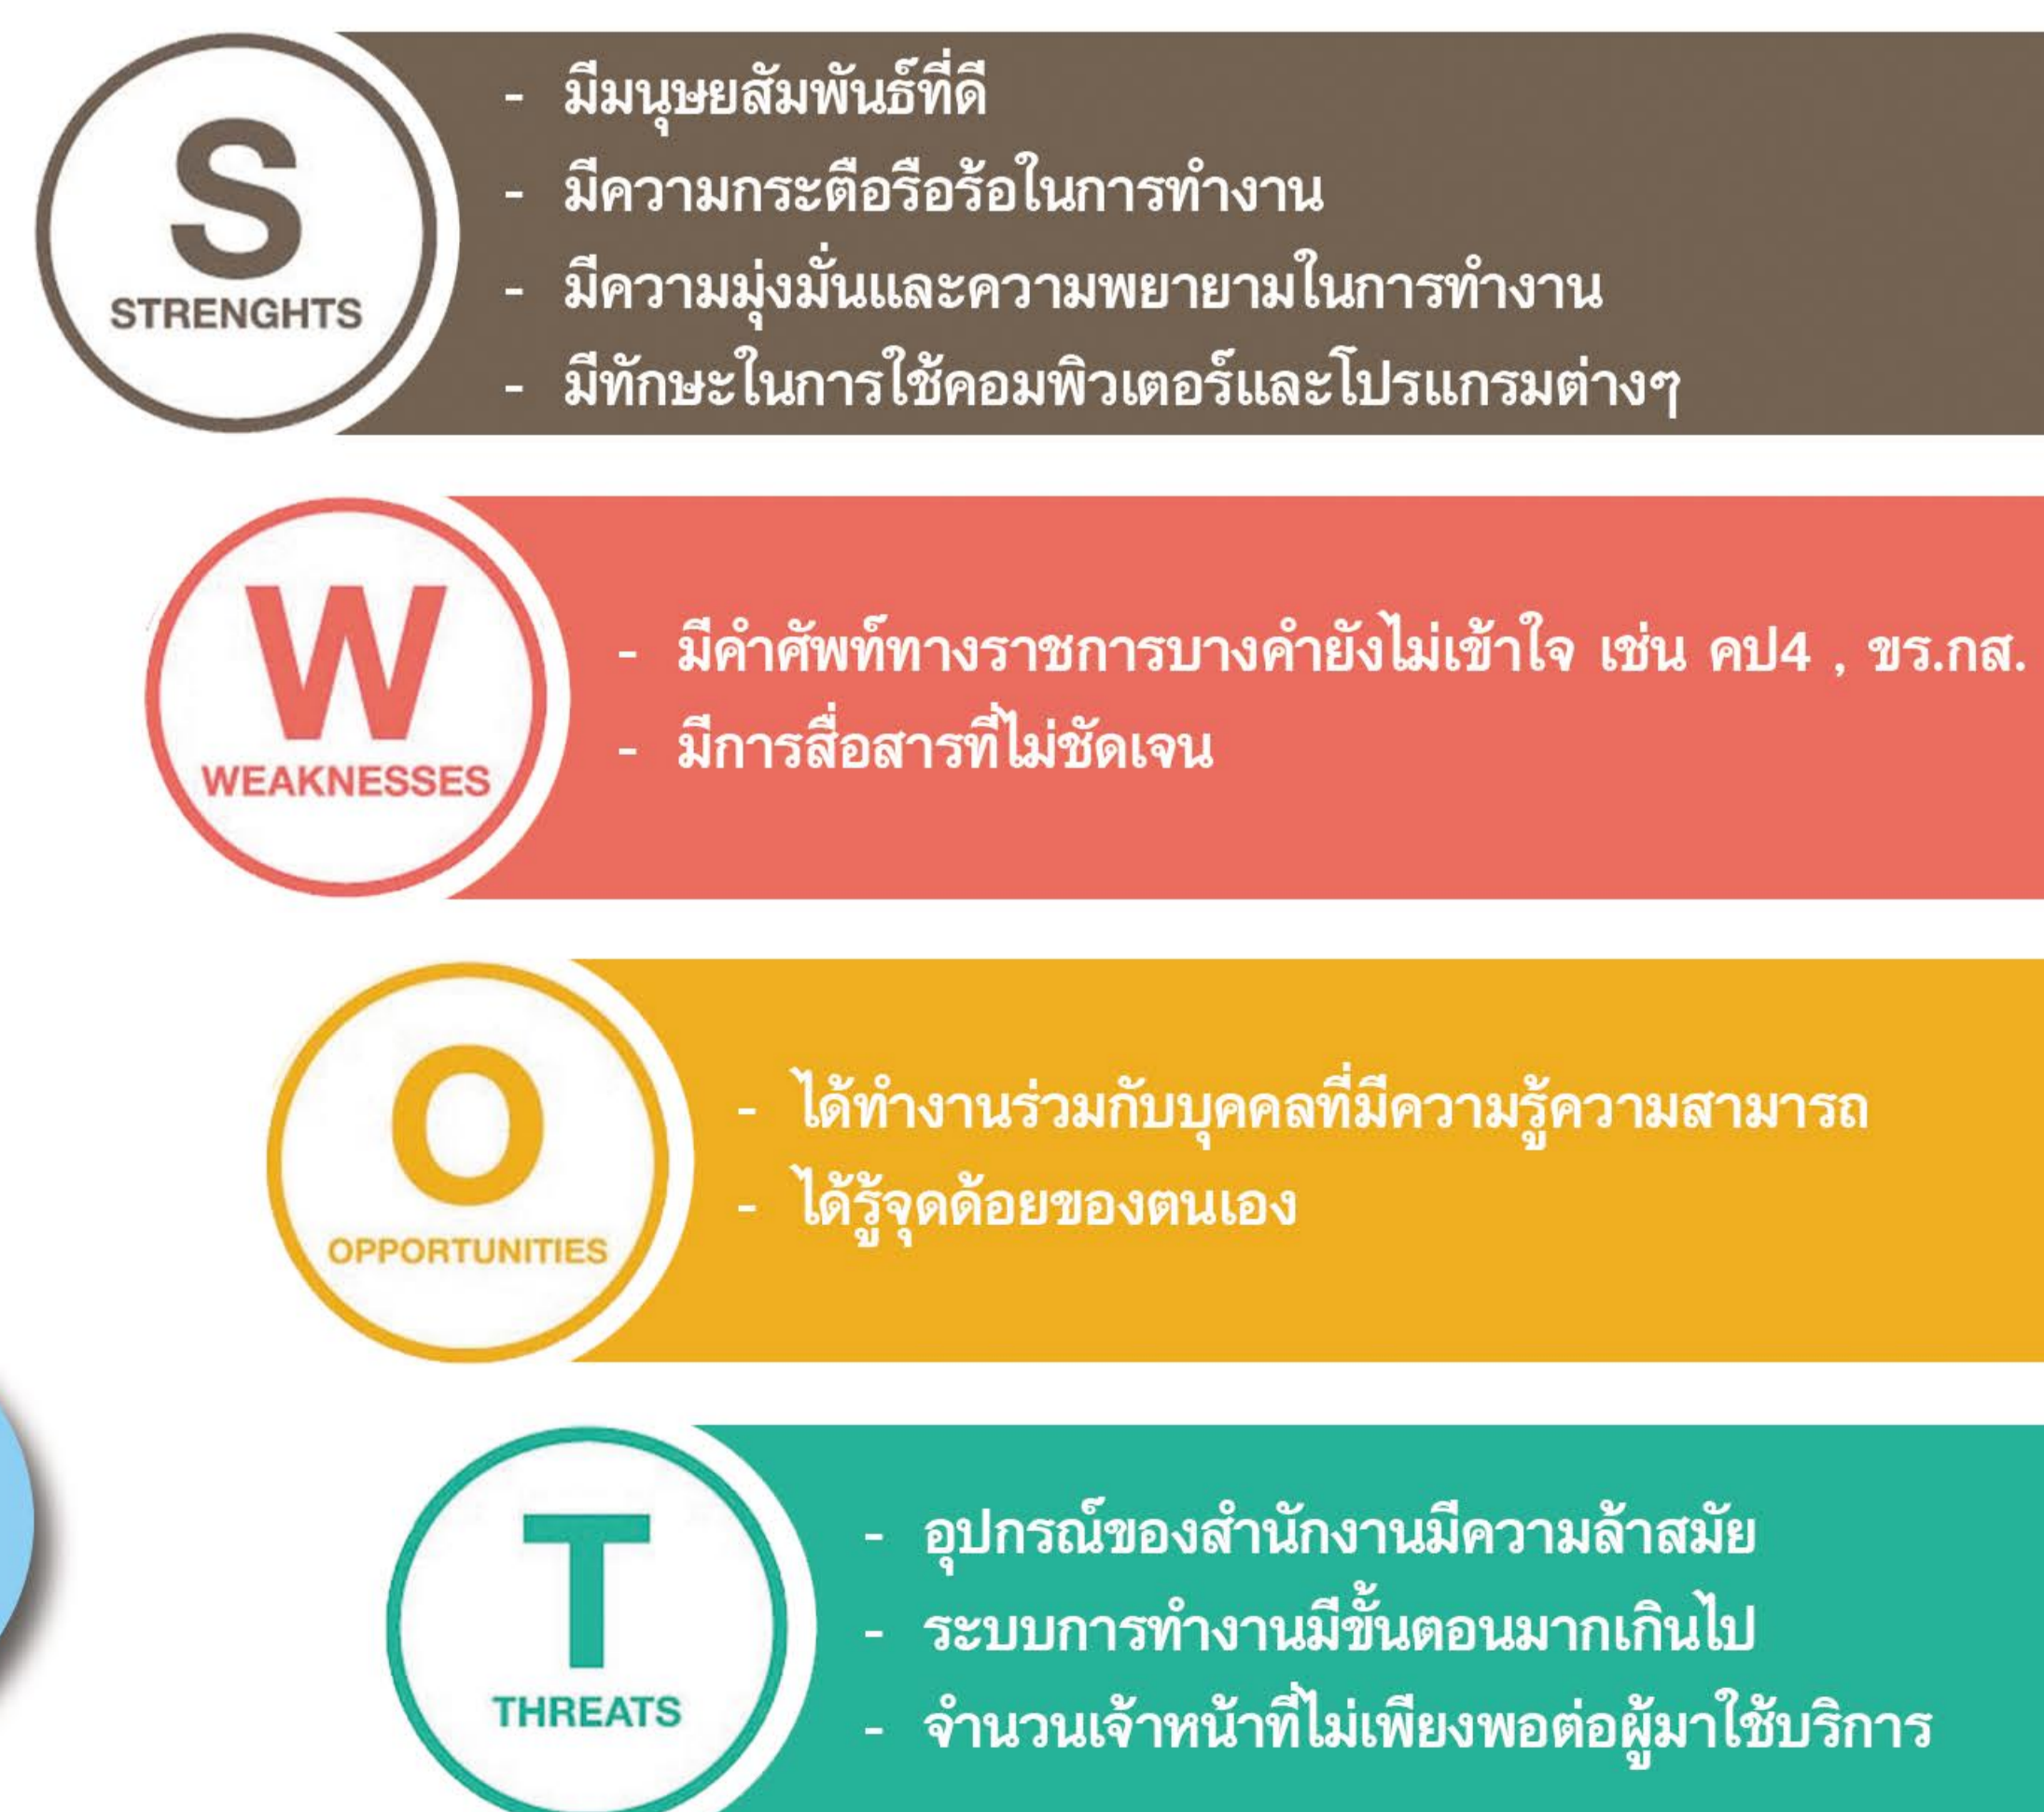 S
STRENGHTS
- มีมนุษยสัมพันธ์ที่ดี
- มีความกระตือรือร้อในการทำงาน
- มีความมุ่งมั่นและความพยายามในการทำงาน
- มีทักษะในการใช้คอมพิวเตอร์และโปรแกรมต่างๆ
W
WEAKNESSES
- มีคำศัพท์ทางราชการบางคำยังไม่เข้าใจ เช่น คป4 , ขร.กส.
- มีการสื่อสารที่ไม่ชัดเจน
O
OPPORTUNITIES
- ได้ทำงานร่วมกับบุคคลที่มีความรู้ความสามารถ
- ได้รู้จุดด้อยของตนเอง
T
THREATS
- อุปกรณ์ของสำนักงานมีความล้าสมัย
- ระบบการทำงานมีขั้นตอนมากเกินไป
- จำนวนเจ้าหน้าที่ไม่เพียงพอต่อผู้มาใช้บริการ